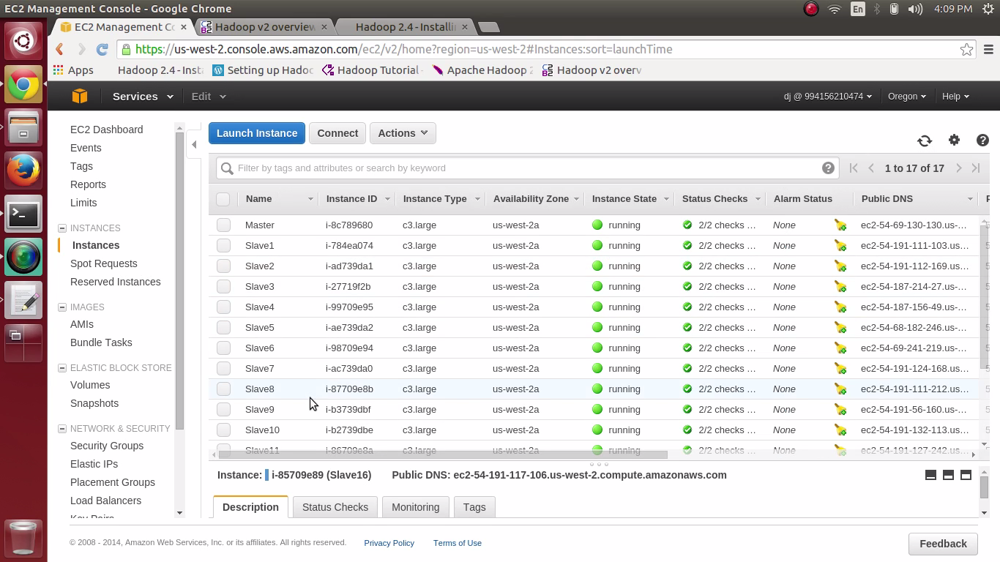 EC2 Management Console - Google Chrome
En
4:09 PM
EC2 Management Co
Hadoop v2 overview,
Hadoop 2.4 - Installi
https://us-west-2.console.aws.amazon.com/ec2/v2/home?region=us-west-2#Instances:sort=launchTime
Apps
Hadoop 2.4 - Insta
Setting up Hadoo
Hadoop Tutorial -
Apache Hadoop 2
Hadoop v2 overv
Services
Edit
dj @ 994156210474
Oregon
Help
EC2 Dashboard
Events
Tags
Reports
Limits
INSTANCES
Instances
Spot Requests
Reserved Instances
IMAGES
AMIs
Bundle Tasks
ELASTIC BLOCK STORE
Volumes
Snapshots
NETWORK & SECURITY
Security Groups
Elastic IPs
Placement Groups
Load Balancers
Key Pairs
Launch Instance
Connect
Actions
Filter by tags and attributes or search by keyword
1 to 17 of 17
Name Instance ID Instance Type Availability Zone Instance State Status Checks Alarm Status Public DNS
Master i-8c789680 c3.large us-west-2a running 2/2 checks ... None ec2-54-69-130-130.us-...
Slave1 i-784ea074 c3.large us-west-2a running 2/2 checks ... None ec2-54-191-111-103.us...
Slave2 i-ad739da1 c3.large us-west-2a running 2/2 checks ... None ec2-54-191-112-169.us...
Slave3 i-27719f2b c3.large us-west-2a running 2/2 checks ... None ec2-54-187-214-27.us-...
Slave4 i-99709e95 c3.large us-west-2a running 2/2 checks ... None ec2-54-187-156-49.us-...
Slave5 i-ae739da2 c3.large us-west-2a running 2/2 checks ... None ec2-54-68-182-246.us-...
Slave6 i-98709e94 c3.large us-west-2a running 2/2 checks ... None ec2-54-69-241-219.us-...
Slave7 i-ac739da0 c3.large us-west-2a running 2/2 checks ... None ec2-54-191-124-168.us...
Slave8 i-87709e8b c3.large us-west-2a running 2/2 checks ... None ec2-54-191-111-212.us...
Slave9 i-b3739dbf c3.large us-west-2a running 2/2 checks ... None ec2-54-191-56-160.us-...
Slave10 i-b2739dbe c3.large us-west-2a running 2/2 checks ... None ec2-54-191-132-113.us...
Slave11 i-86709e8a c3.large us-west-2a running 2/2 checks ... None ec2-54-191-127-242.us...
Instance: i-85709e89 (Slave16) Public DNS: ec2-54-191-117-106.us-west-2.compute.amazonaws.com
Description
Status Checks
Monitoring
Tags
© 2008 - 2014, Amazon Web Services, Inc. or its affiliates. All rights reserved.
Privacy Policy
Terms of Use
Feedback